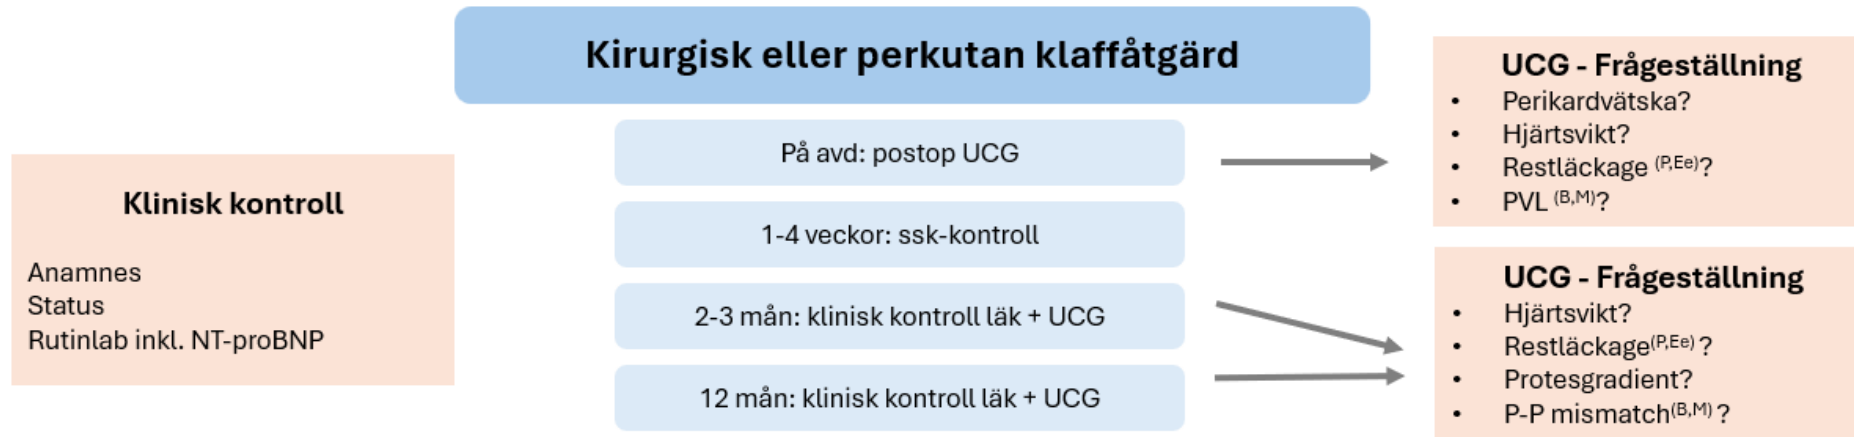 Kirurgisk eller perkutan klaffåtgärd
Klinisk kontroll
Anamnes
Status
Rutinlab inkl. NT-proBNP
På avd: postop UCG
1-4 veckor: ssk-kontroll
2-3 mån: klinisk kontroll läk + UCG
12 mån: klinisk kontroll läk + UCG
UCG - Frågeställning
• Perikardvätska?
• Hjärtsvikt?
• Restläckage (P,Ee)?
• PVL (B,M)?
UCG - Frågeställning
• Hjärtsvikt?
• Restläckage(P,Ee) ?
• Protesgradient?
• P-P mismatch(B,M) ?